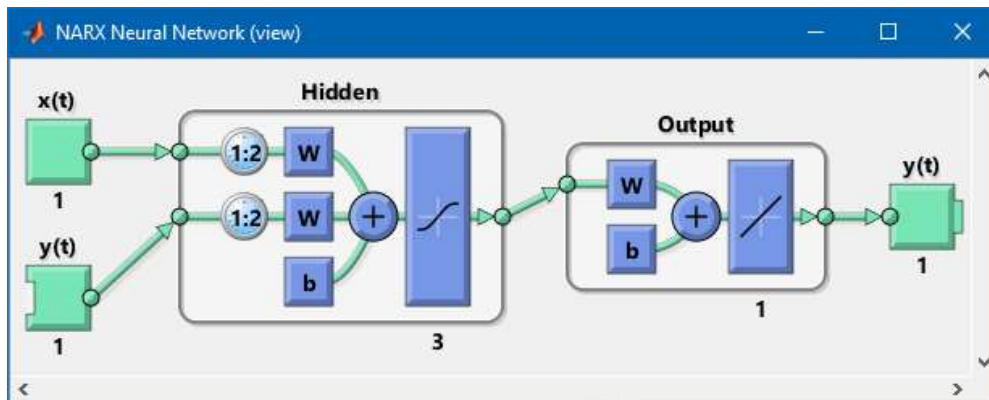 NARX Neural Network (view)
x(t)
1
y(t)
1
Hidden
1:2
W
1:2
W
b
3
Output
W
b
1
y(t)
1